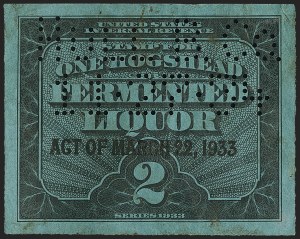 UNITED STATES
INTERNAL REVENUE
STAMP FOR
ONE HOGSHEAD
FERMENTED
LIQUOR
ACT OF MARCH 22, 1933
2
SERIES 1933